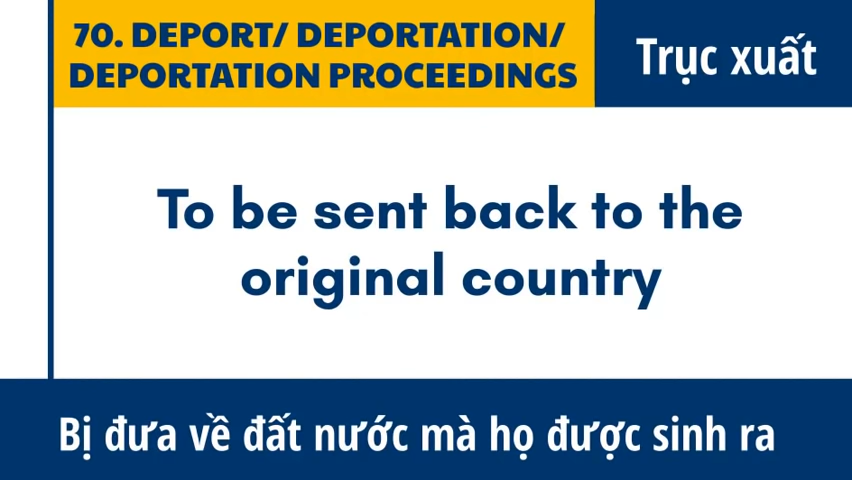 70. DEPORT/ DEPORTATION/
DEPORTATION PROCEEDINGS
Trục xuất
To be sent back to the
original country
Bị đưa về đất nước mà họ được sinh ra